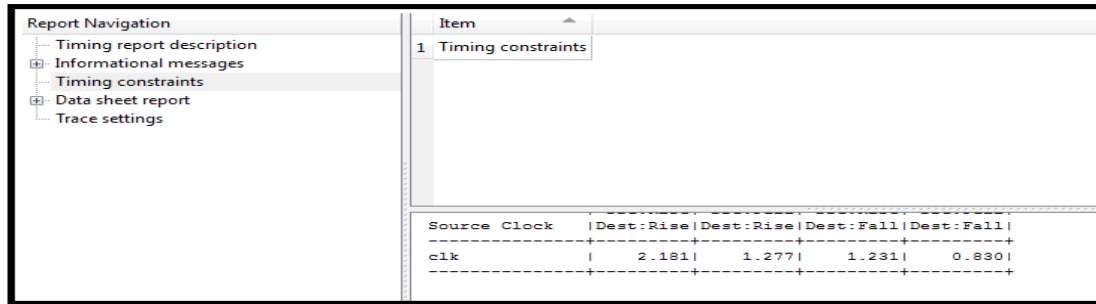 Report Navigation
Timing report description
Informational messages
Timing constraints
Data sheet report
Trace settings
Item
1 Timing constraints
Source Clock |Dest:Rise|Dest:Rise|Dest:Fall|Dest:Fall|
---------------+---------+---------+---------+---------+
clk | 2.181| 1.277| 1.231| 0.830|
---------------+---------+---------+---------+---------+